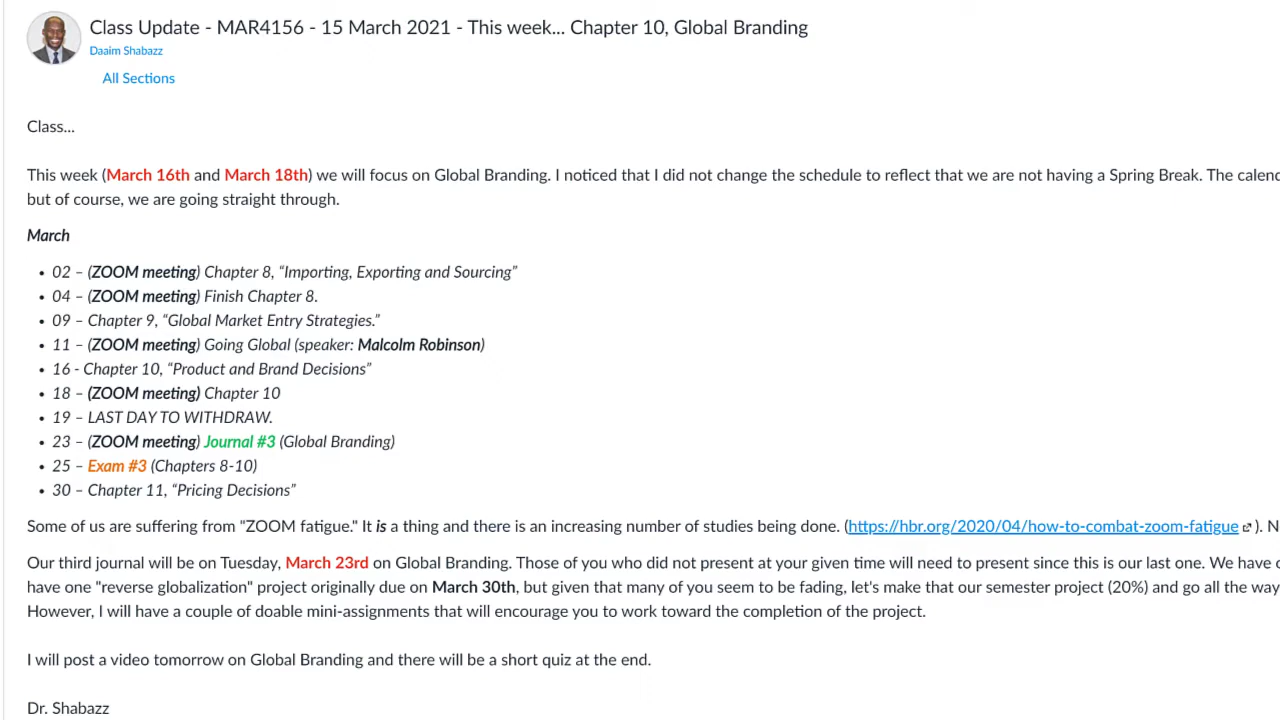 Class Update - MAR4156 - 15 March 2021 - This week... Chapter 10, Global Branding
Daaim Shabazz
All Sections
Class...
This week (March 16th and March 18th) we will focus on Global Branding. I noticed that I did not change the schedule to reflect that we are not having a Spring Break. The
but of course, we are going straight through.
March
• 02 – (ZOOM meeting) Chapter 8, “Importing, Exporting and Sourcing”
• 04 – (ZOOM meeting) Finish Chapter 8.
• 09 – Chapter 9, “Global Market Entry Strategies.”
• 11 – (ZOOM meeting) Going Global (speaker: Malcolm Robinson)
• 16 - Chapter 10, “Product and Brand Decisions”
• 18 – (ZOOM meeting) Chapter 10
• 19 – LAST DAY TO WITHDRAW.
• 23 – (ZOOM meeting) Journal #3 (Global Branding)
• 25 – Exam #3 (Chapters 8-10)
• 30 – Chapter 11, “Pricing Decisions”
Some of us are suffering from "ZOOM fatigue." It is a thing and there is an increasing number of studies being done. (https://hbr.org/2020/04/how-to-combat-zoom-fatigue ).
Our third journal will be on Tuesday, March 23rd on Global Branding. Those of you who did not present at your given time will need to present since this is our last one. We have
have one "reverse globalization" project originally due on March 30th, but given that many of you seem to be fading, let's make that our semester project (20%) and go all the way
However, I will have a couple of doable mini-assignments that will encourage you to work toward the completion of the project.
I will post a video tomorrow on Global Branding and there will be a short quiz at the end.
Dr. Shabazz